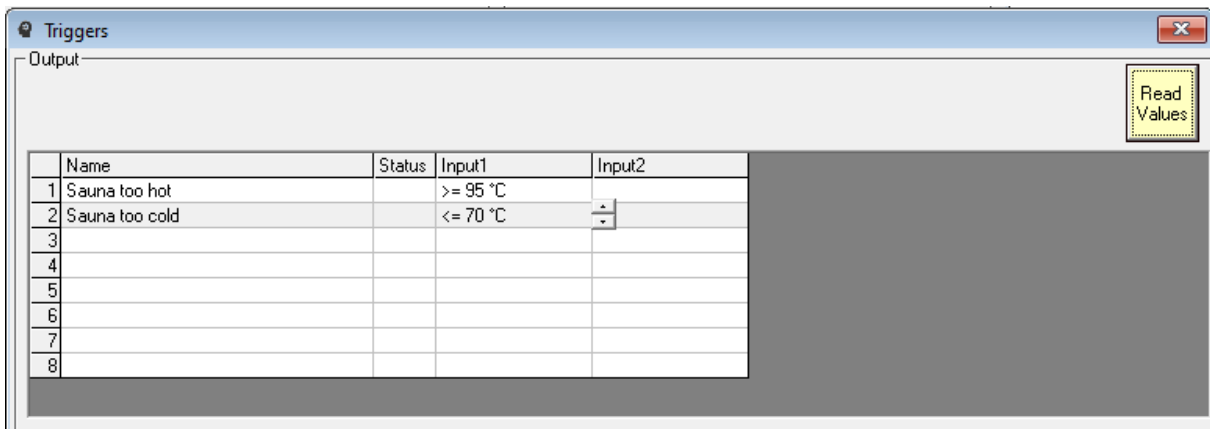 Triggers
Output
Read
Values
Name Status Input1 Input2
1 Sauna too hot >= 95 °C
2 Sauna too cold <= 70 °C
3
4
5
6
7
8